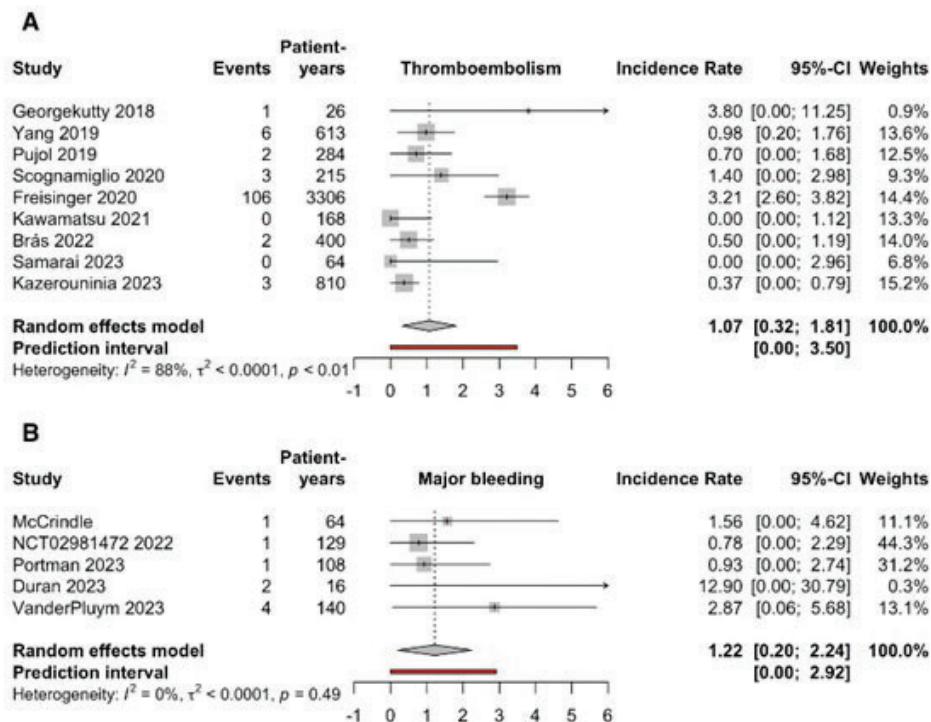 A
Patient-
Study Events years Thromboembolism Incidence Rate 95%-CI Weights
Georgekutty 2018 1 26 3.80 [0.00; 11.25] 0.9%
Yang 2019 6 613 0.98 [0.20; 1.76] 13.6%
Pujol 2019 2 284 0.70 [0.00; 1.68] 12.5%
Scognamiglio 2020 3 215 1.40 [0.00; 2.98] 9.3%
Freisinger 2020 106 3306 3.21 [2.60; 3.82] 14.4%
Kawamatsu 2021 0 168 0.00 [0.00; 1.12] 13.3%
Brás 2022 2 400 0.50 [0.00; 1.19] 14.0%
Samarai 2023 0 64 0.00 [0.00; 2.96] 6.8%
Kazerouninia 2023 3 810 0.37 [0.00; 0.79] 15.2%
Random effects model 1.07 [0.32; 1.81] 100.0%
Prediction interval [0.00; 3.50]
Heterogeneity: I² = 88%, τ² < 0.0001, p < 0.01
-1 0 1 2 3 4 5 6
B
Patient-
Study Events years Major bleeding Incidence Rate 95%-CI Weights
McCrindle 1 64 1.56 [0.00; 4.62] 11.1%
NCT02981472 2022 1 129 0.78 [0.00; 2.29] 44.3%
Portman 2023 1 108 0.93 [0.00; 2.74] 31.2%
Duran 2023 2 16 12.90 [0.00; 30.79] 0.3%
VanderPluym 2023 4 140 2.87 [0.06; 5.68] 13.1%
Random effects model 1.22 [0.20; 2.24] 100.0%
Prediction interval [0.00; 2.92]
Heterogeneity: I² = 0%, τ² < 0.0001, p = 0.49
-1 0 1 2 3 4 5 6